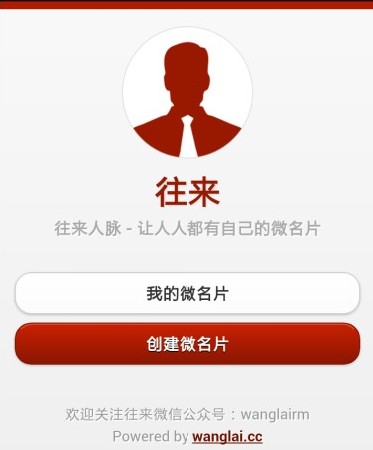 往来
往来人脉 - 让人人都有自己的微名片
我的微名片
创建微名片
欢迎关注往来微信公众号：wanglairm
Powered by wanglai.cc